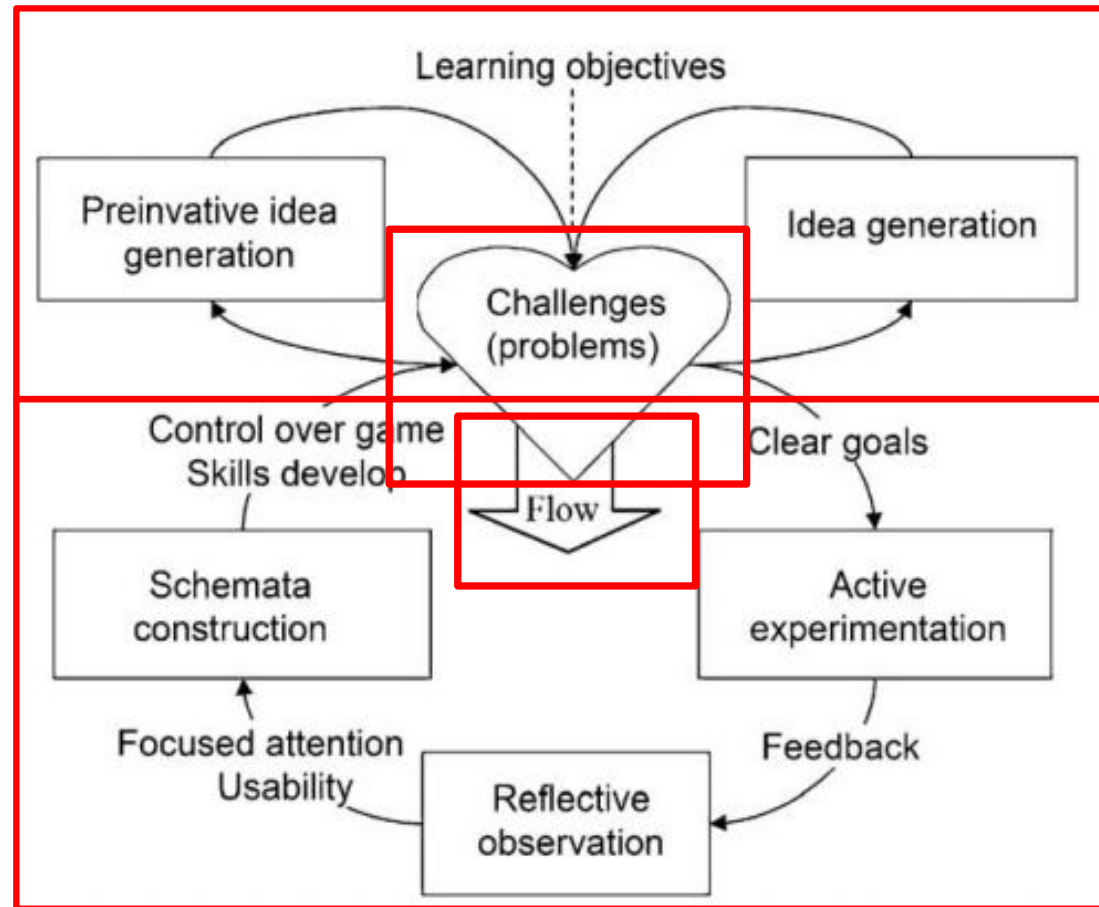 Learning objectives
Preinvative idea
generation
Idea generation
Challenges
(problems)
Control over game
Skills develop
Clear goals
Flow
Schemata
construction
Active
experimentation
Focused attention
Usability
Feedback
Reflective
observation